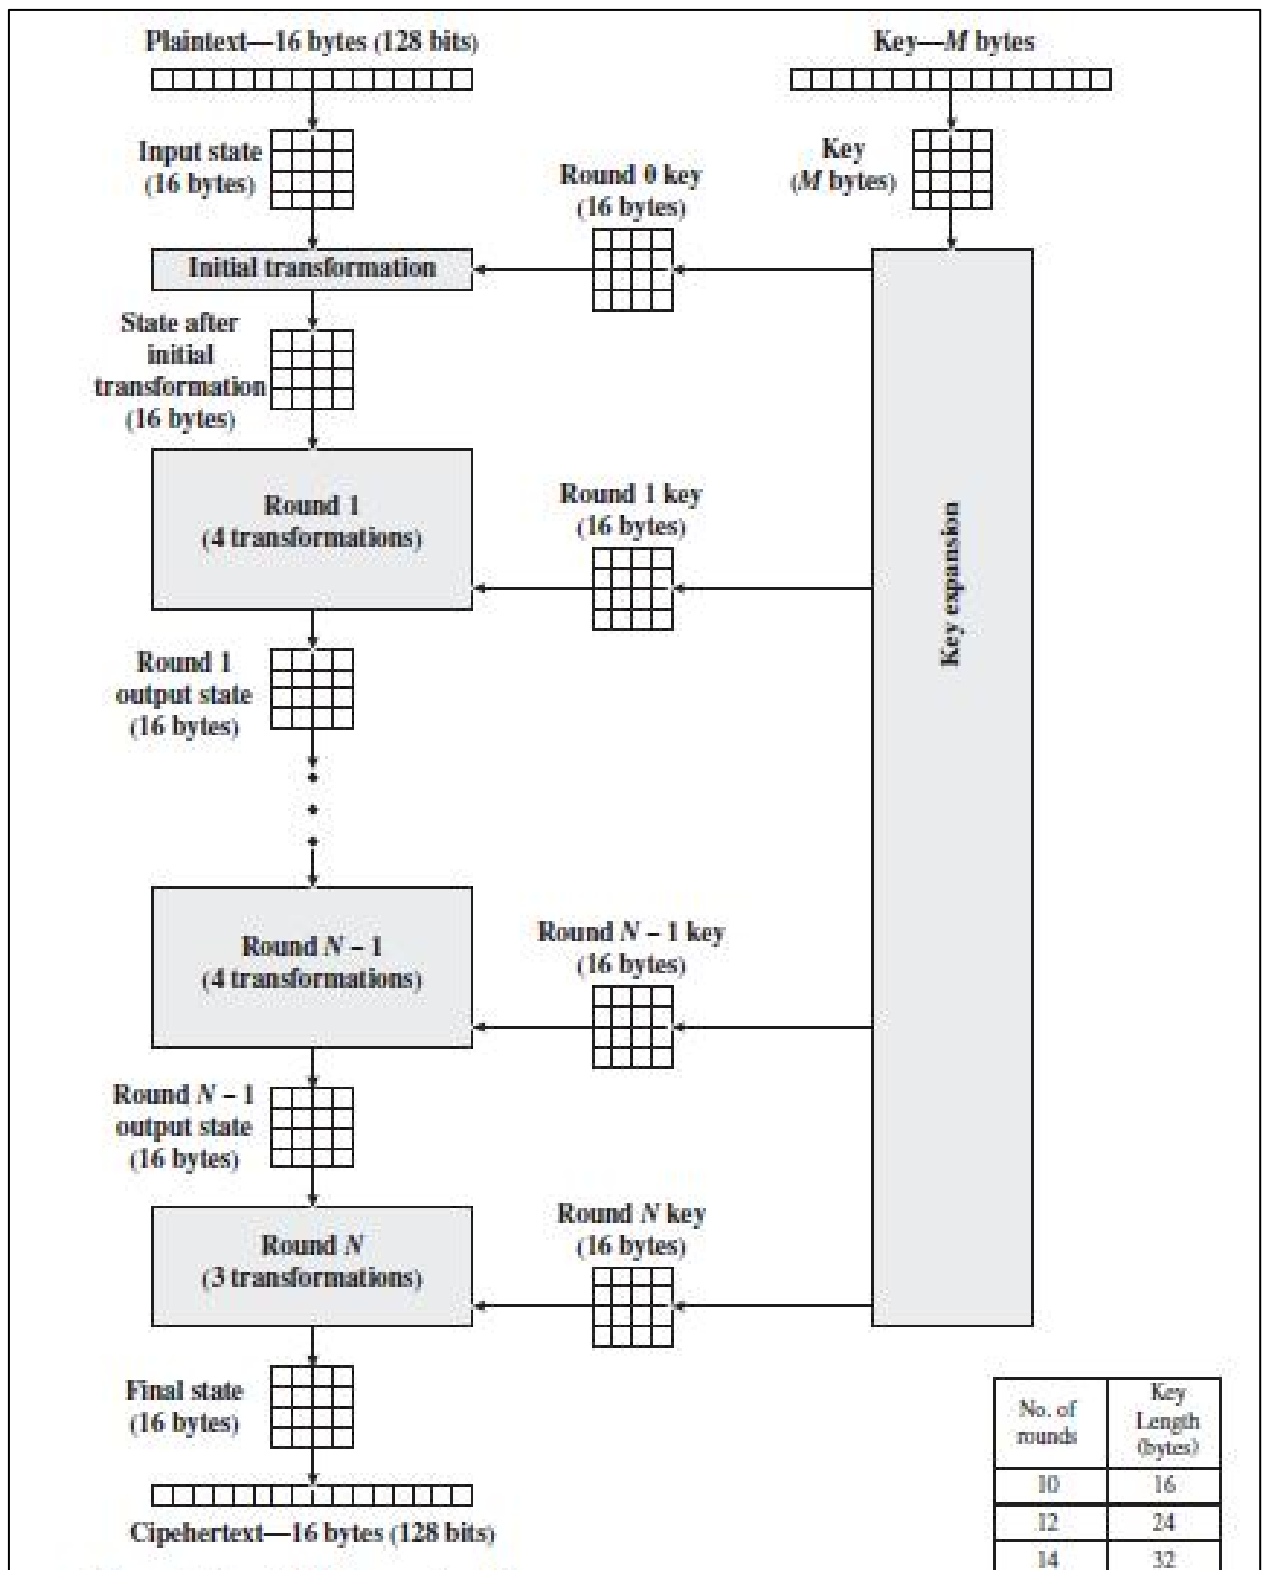 Plaintext—16 bytes (128 bits)
Key—M bytes
Input state
(16 bytes)
Key
(M bytes)
Round 0 key
(16 bytes)
Initial transformation
State after
initial
transformation
(16 bytes)
Round 1
(4 transformations)
Round 1 key
(16 bytes)
Key expansion
Round 1
output state
(16 bytes)
Round N – 1
(4 transformations)
Round N – 1 key
(16 bytes)
Round N – 1
output state
(16 bytes)
Round N
(3 transformations)
Round N key
(16 bytes)
Final state
(16 bytes)
Cipehertext—16 bytes (128 bits)
No. of
rounds
Key
Length
(bytes)
10 16
12 24
14 32